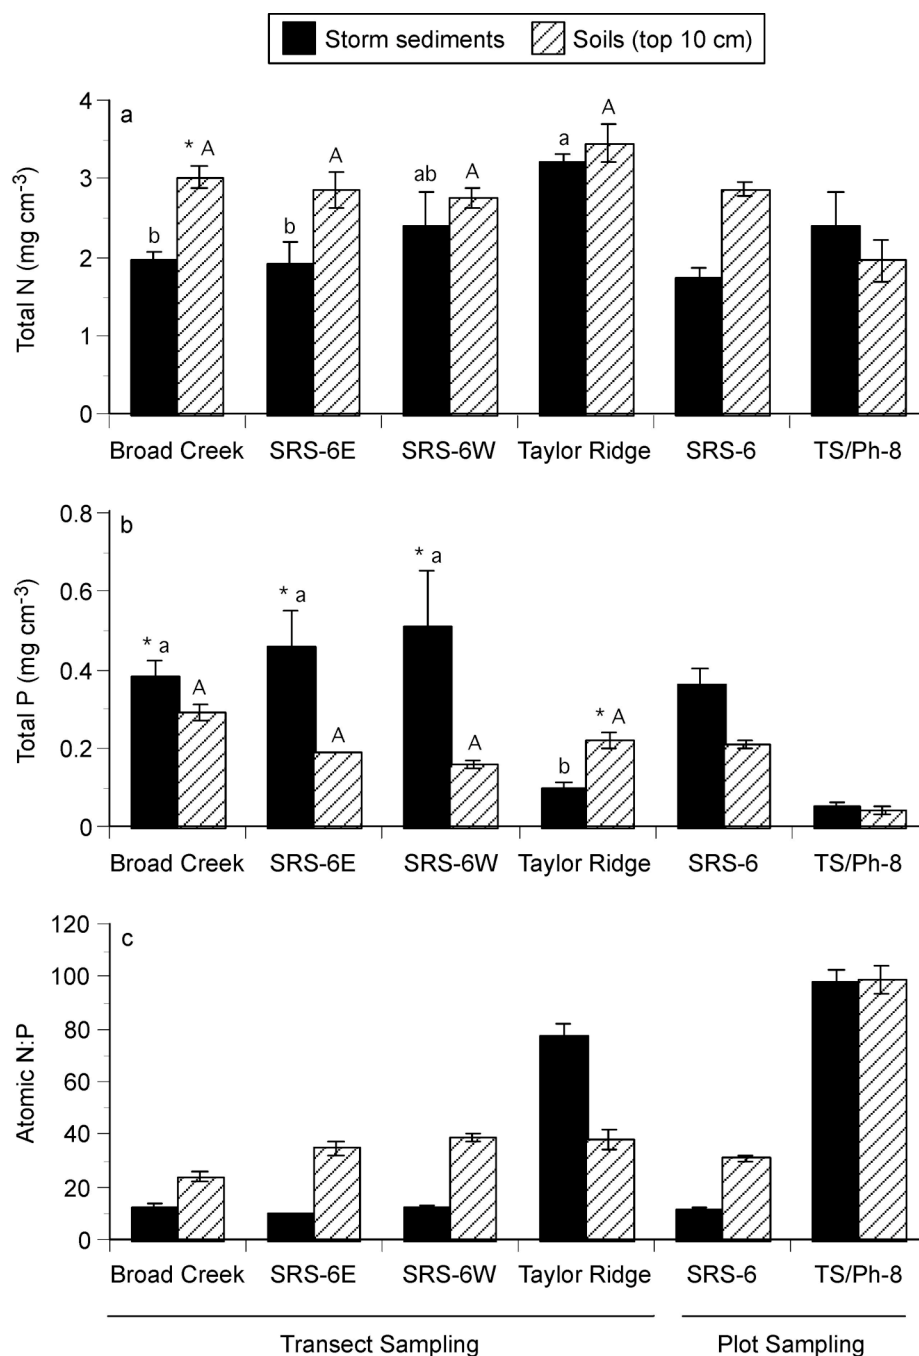 Storm sediments Soils (top 10 cm)
a
Total N (mg cm⁻³)
4
3
2
1
0
b
* A
b
A
ab
A
a
A
Broad Creek SRS-6E SRS-6W Taylor Ridge SRS-6 TS/Ph-8
b
Total P (mg cm⁻³)
0.8
0.6
0.4
0.2
0
* a
A
* a
A
* a
A
b
* A
Broad Creek SRS-6E SRS-6W Taylor Ridge SRS-6 TS/Ph-8
c
Atomic N:P
120
100
80
60
40
20
0
Broad Creek SRS-6E SRS-6W Taylor Ridge SRS-6 TS/Ph-8
Transect Sampling Plot Sampling